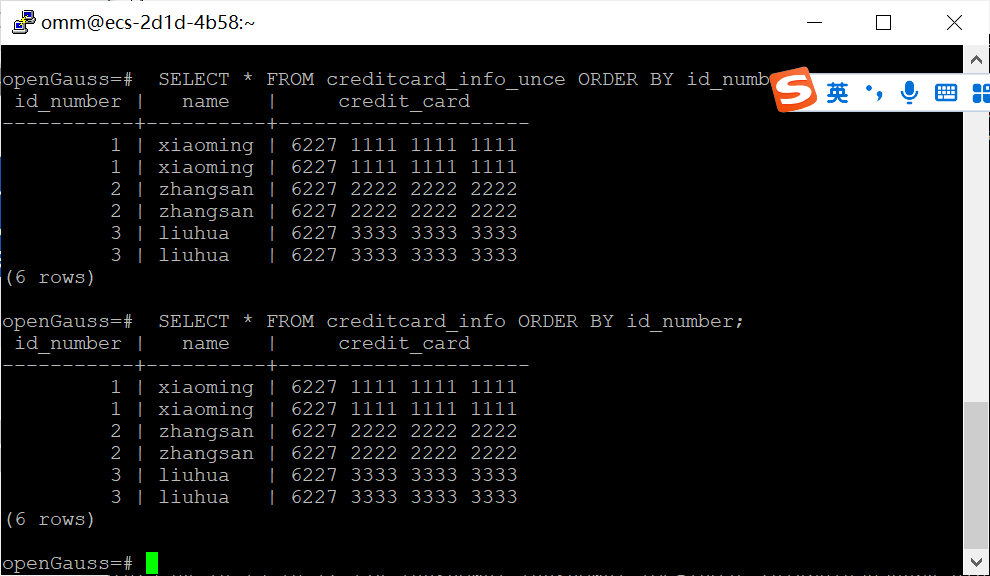 omm@ecs-2d1d-4b58:~
openGauss=#  SELECT * FROM creditcard_info_unce ORDER BY
 id_number |   name   |     credit_card
-----------+----------+---------------------
         1 | xiaoming | 6227 1111 1111 1111
         1 | xiaoming | 6227 1111 1111 1111
         2 | zhangsan | 6227 2222 2222 2222
         2 | zhangsan | 6227 2222 2222 2222
         3 | liuhua   | 6227 3333 3333 3333
         3 | liuhua   | 6227 3333 3333 3333
(6 rows)
openGauss=#  SELECT * FROM creditcard_info ORDER BY id_number;
 id_number |   name   |     credit_card
-----------+----------+---------------------
         1 | xiaoming | 6227 1111 1111 1111
         1 | xiaoming | 6227 1111 1111 1111
         2 | zhangsan | 6227 2222 2222 2222
         2 | zhangsan | 6227 2222 2222 2222
         3 | liuhua   | 6227 3333 3333 3333
         3 | liuhua   | 6227 3333 3333 3333
(6 rows)
openGauss=#
S 英